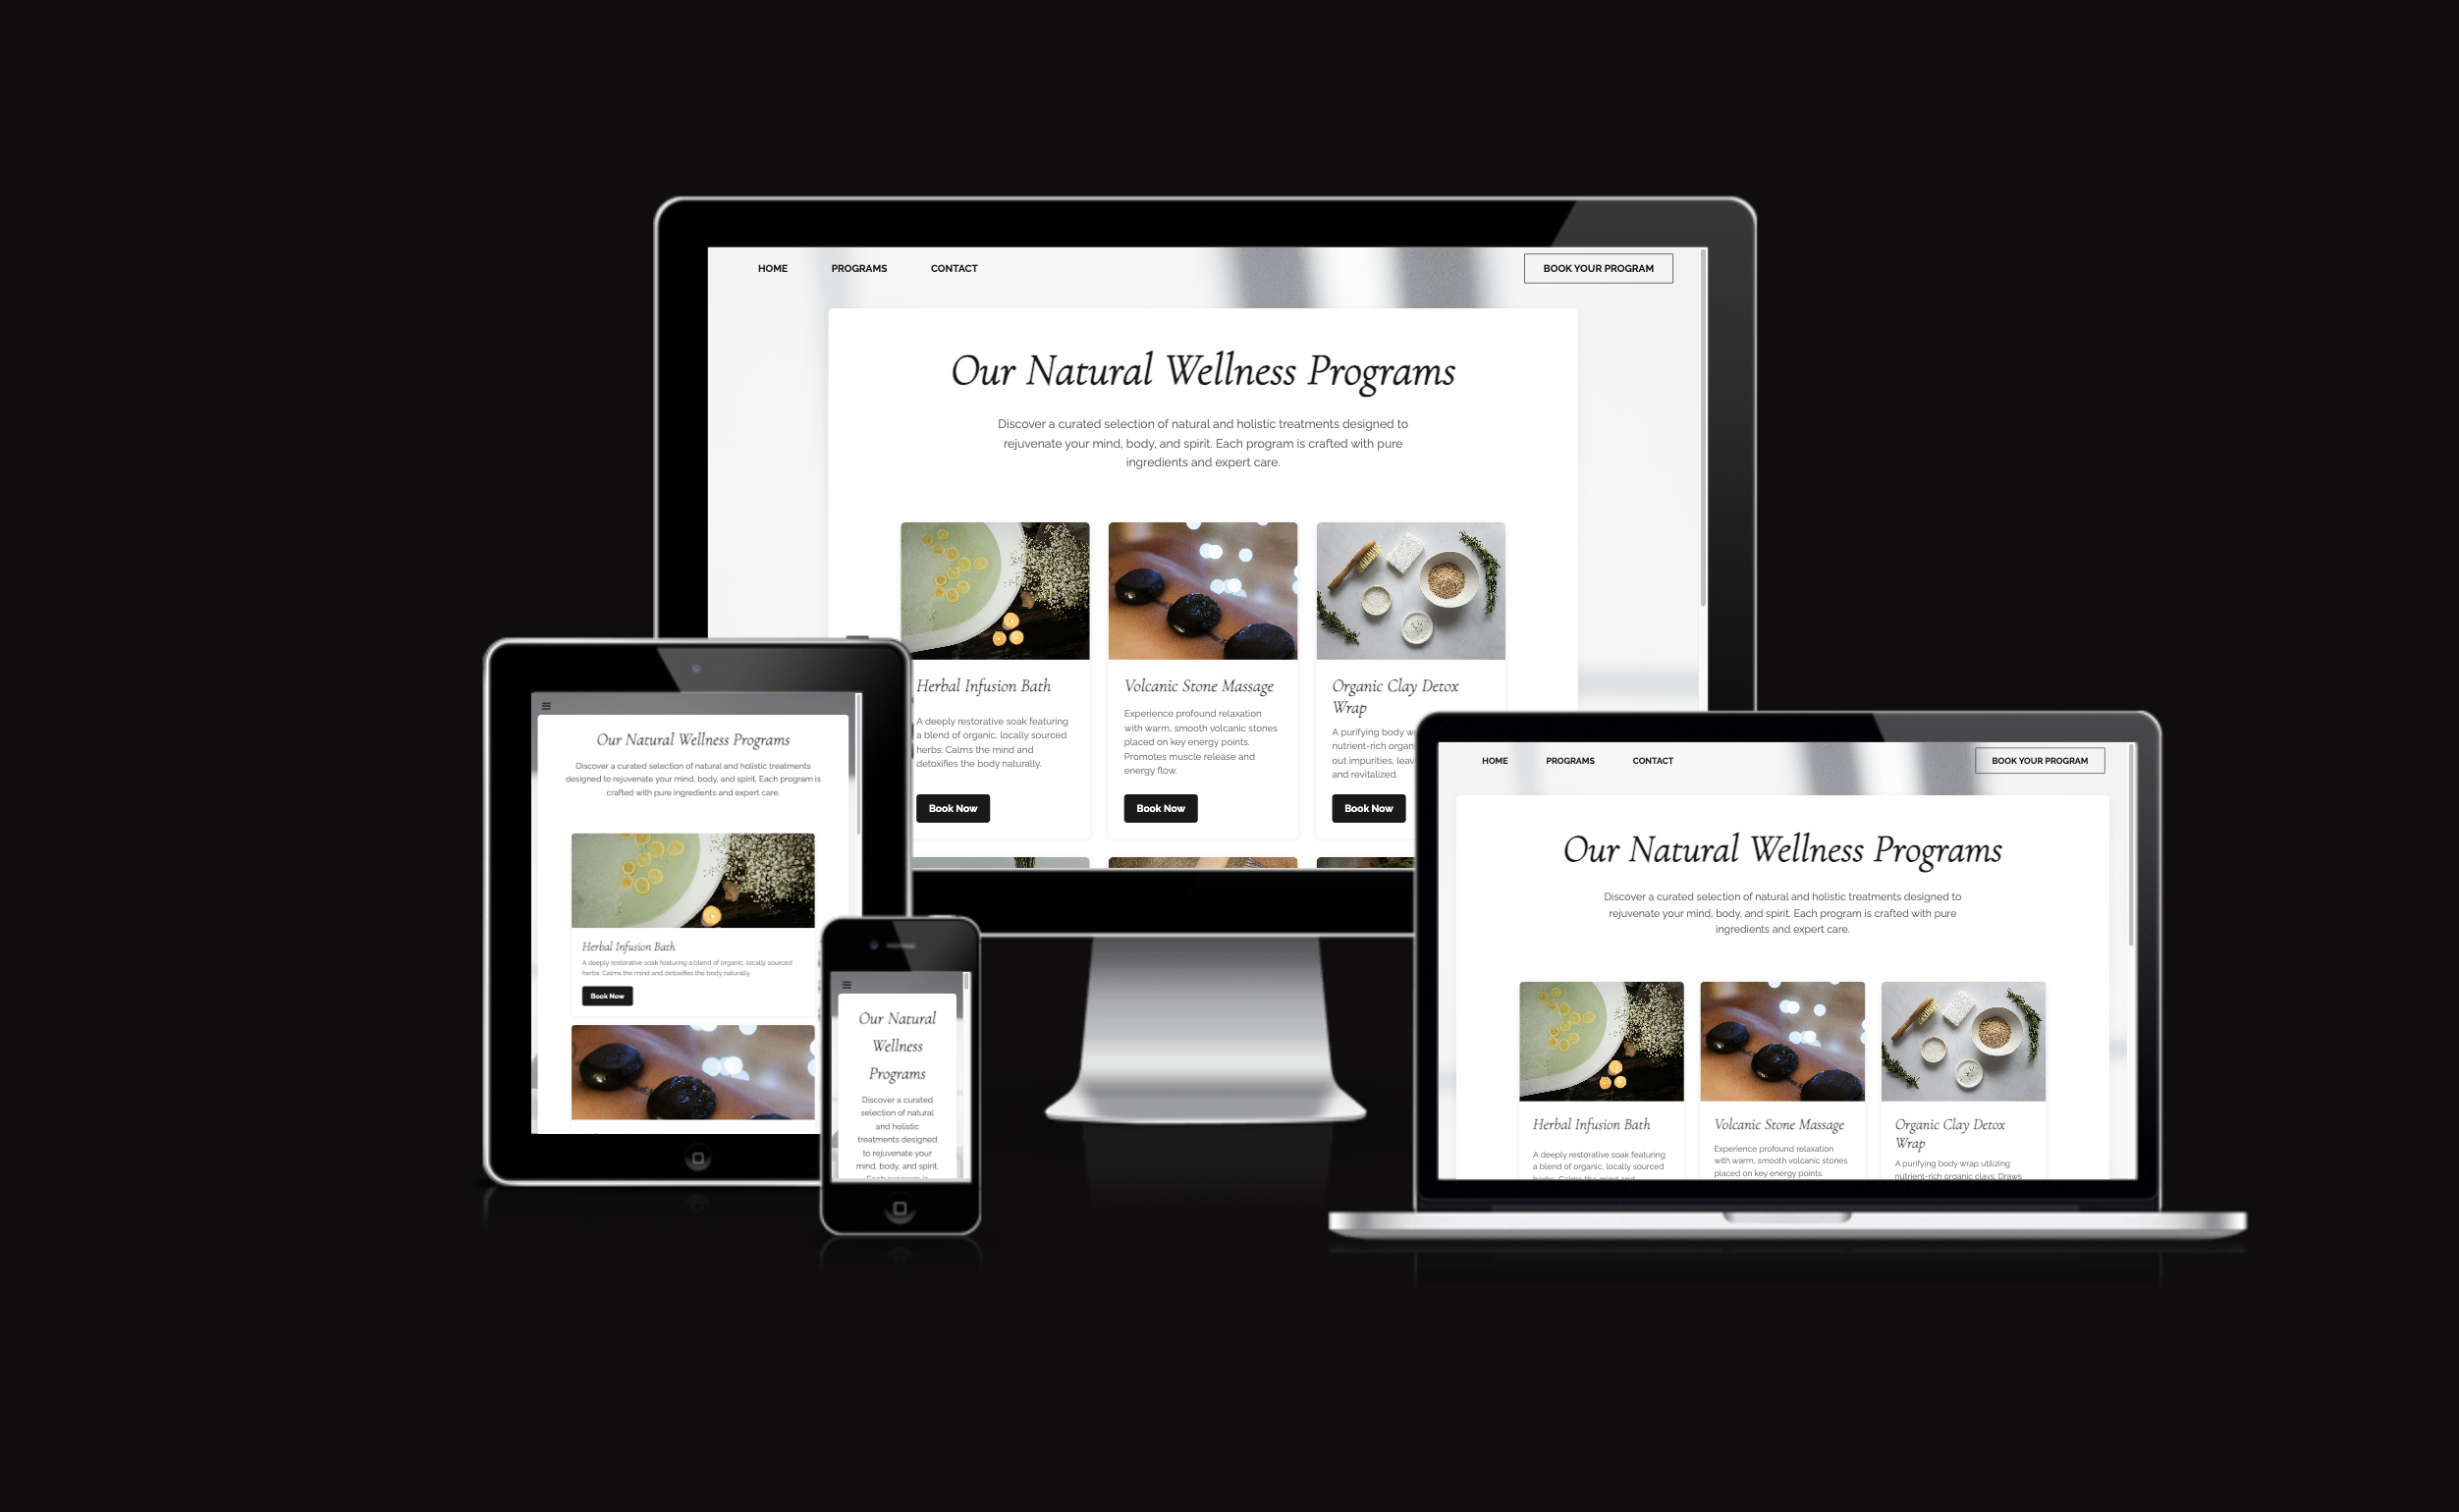 HOME PROGRAMS CONTACT BOOK YOUR PROGRAM
Our Natural Wellness Programs
Discover a curated selection of natural and holistic treatments designed to
rejuvenate your mind, body, and spirit. Each program is crafted with pure
ingredients and expert care.
Herbal Infusion Bath
A deeply restorative soak featuring
a blend of organic, locally sourced
herbs. Calms the mind and
detoxifies the body naturally.
Book Now
Volcanic Stone Massage
Experience profound relaxation
with warm, smooth volcanic stones
placed on key energy points.
Promotes muscle release and
energy flow.
Book Now
Organic Clay Detox
Wrap
A purifying body
nutrient-rich
out impurities,
and revitalized.
Book Now
Our Natural Wellness Programs
Discover a curated selection of natural and holistic treatments
designed to rejuvenate your mind, body, and spirit. Each program is
crafted with pure ingredients and expert care.
Herbal Infusion Bath
A deeply restorative soak featuring a blend of organic, locally sourced
herbs. Calms the mind and detoxifies the body naturally.
Book Now
Our Natural
Wellness
Programs
Discover a curated
selection of natural
and holistic
treatments designed
to rejuvenate your
mind, body, and spirit.
Each program is
HOME PROGRAMS CONTACT BOOK YOUR PROGRAM
Our Natural Wellness Programs
Discover a curated selection of natural and holistic treatments designed to
rejuvenate your mind, body, and spirit. Each program is crafted with pure
ingredients and expert care.
Herbal Infusion Bath
A deeply restorative soak featuring
a blend of organic, locally sourced
herbs. Calms the mind and
Volcanic Stone Massage
Experience profound relaxation
with warm, smooth volcanic stones
placed on key energy points.
Organic Clay Detox
Wrap
A purifying body wrap utilizing
nutrient-rich organic clays. Draws